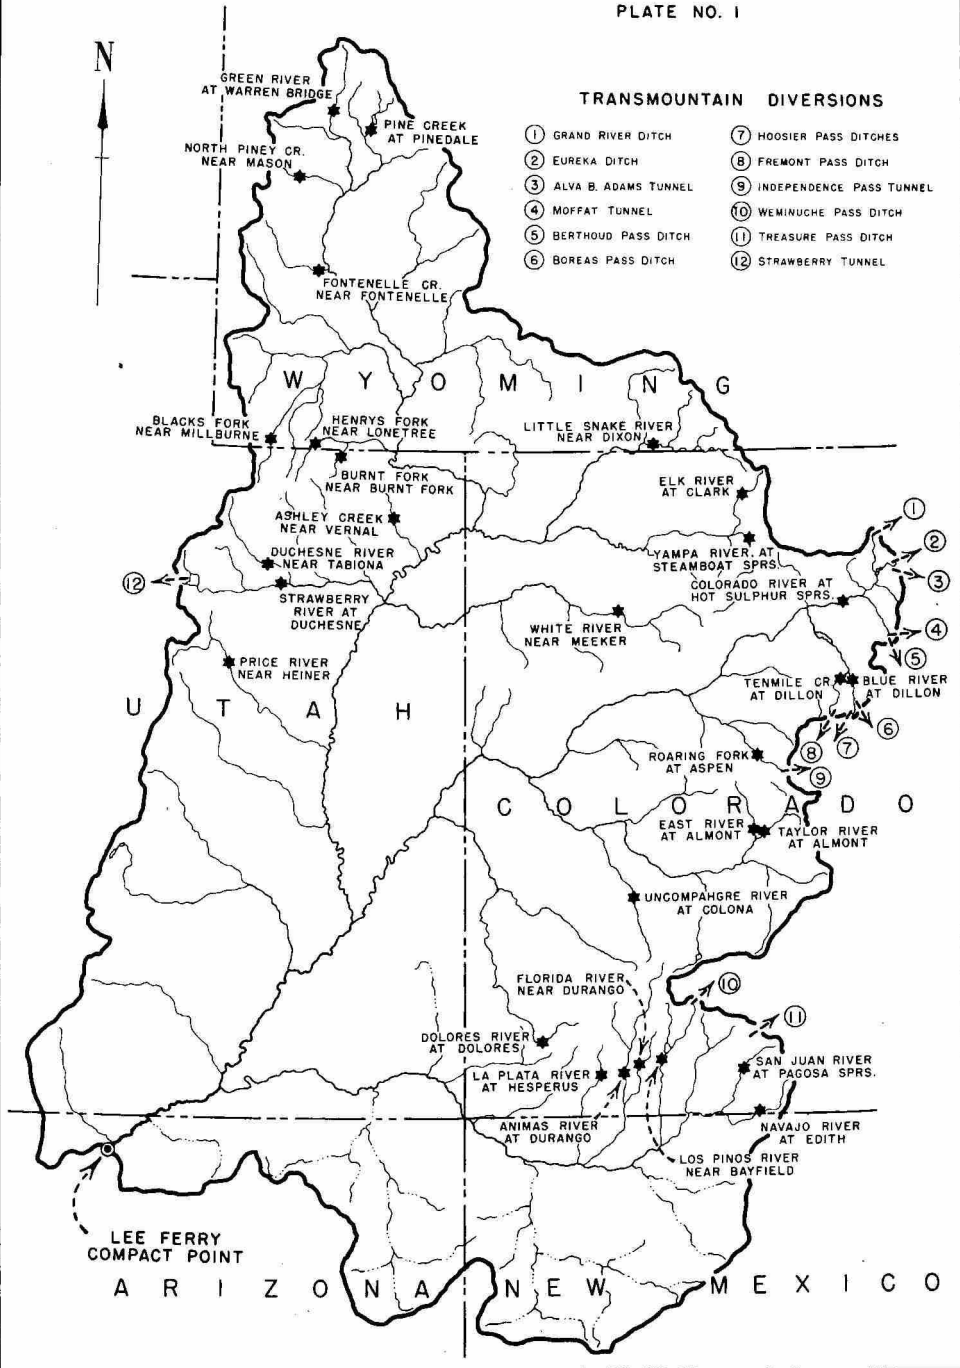 PLATE NO. 1
N
TRANSMOUNTAIN DIVERSIONS
① GRAND RIVER DITCH
② EUREKA DITCH
③ ALVA B. ADAMS TUNNEL
④ MOFFAT TUNNEL
⑤ BERTHOUD PASS DITCH
⑥ BOREAS PASS DITCH
⑦ HOOSIER PASS DITCHES
⑧ FREMONT PASS DITCH
⑨ INDEPENDENCE PASS TUNNEL
⑩ WEMINUCHE PASS DITCH
⑪ TREASURE PASS DITCH
⑫ STRAWBERRY TUNNEL
GREEN RIVER
AT WARREN BRIDGE
PINE CREEK
AT PINEDALE
NORTH PINEY CR.
NEAR MASON
FONTENELLE CR.
NEAR FONTENELLE
WYOMING
BLACKS FORK
NEAR MILLBURNE
HENRYS FORK
NEAR LONETREE
LITTLE SNAKE RIVER
NEAR DIXON
BURNT FORK
NEAR BURNT FORK
ELK RIVER
AT CLARK
ASHLEY CREEK
NEAR VERNAL
①
②
DUCHESNE RIVER
NEAR TABIONA
YAMPA RIVER. AT
STEAMBOAT SPRS.
COLORADO RIVER AT
HOT SULPHUR SPRS.
③
⑫
STRAWBERRY
RIVER AT
DUCHESNE
WHITE RIVER
NEAR MEEKER
④
⑤
PRICE RIVER
NEAR HEINER
TENMILE CR.
AT DILLON
BLUE RIVER
AT DILLON
UTAH
⑥
⑦
⑧
ROARING FORK
AT ASPEN
⑨
COLORADO
EAST RIVER
AT ALMONT
TAYLOR RIVER
AT ALMONT
UNCOMPAHGRE RIVER
AT COLONA
FLORIDA RIVER
NEAR DURANGO
⑩
⑪
DOLORES RIVER
AT DOLORES
LA PLATA RIVER
AT HESPERUS
SAN JUAN RIVER
AT PAGOSA SPRS.
ANIMAS RIVER
AT DURANGO
NAVAJO RIVER
AT EDITH
LOS PINOS RIVER
NEAR BAYFIELD
LEE FERRY
COMPACT POINT
ARIZONA
NEW MEXICO